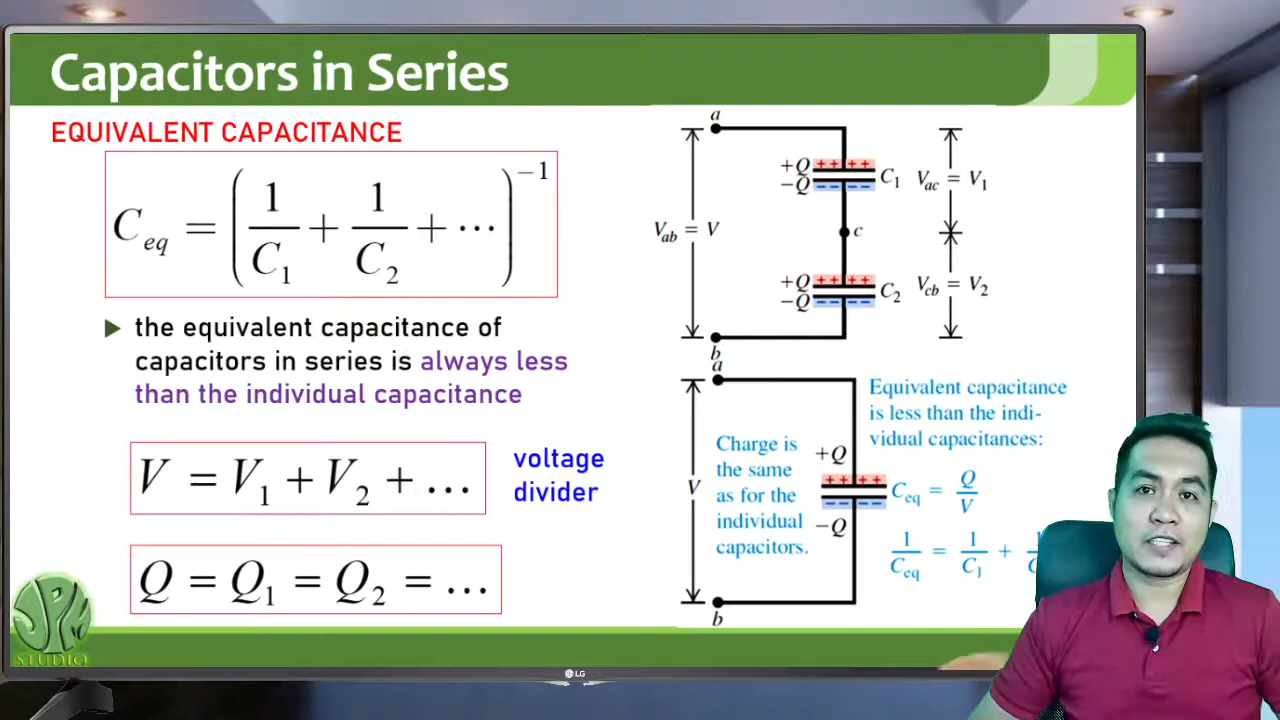 Capacitors in Series
EQUIVALENT CAPACITANCE
C_eq = (1/C_1 + 1/C_2 + ⋯)^−1
the equivalent capacitance of
capacitors in series is always less
than the individual capacitance
V = V_1 + V_2 + …
voltage
divider
Q = Q_1 = Q_2 = …
a
+Q
−Q
+ + + +
C_1
V_ac = V_1
V_ab = V
c
+Q
−Q
+ + + +
C_2
V_cb = V_2
b
a
Equivalent capacitance
is less than the indi-
vidual capacitances:
Charge is
the same
as for the
individual
capacitors.
V
+Q
−Q
+ + + +
C_eq = Q/V
1/C_eq = 1/C_1 +
b
JPM
STUDIO
LG